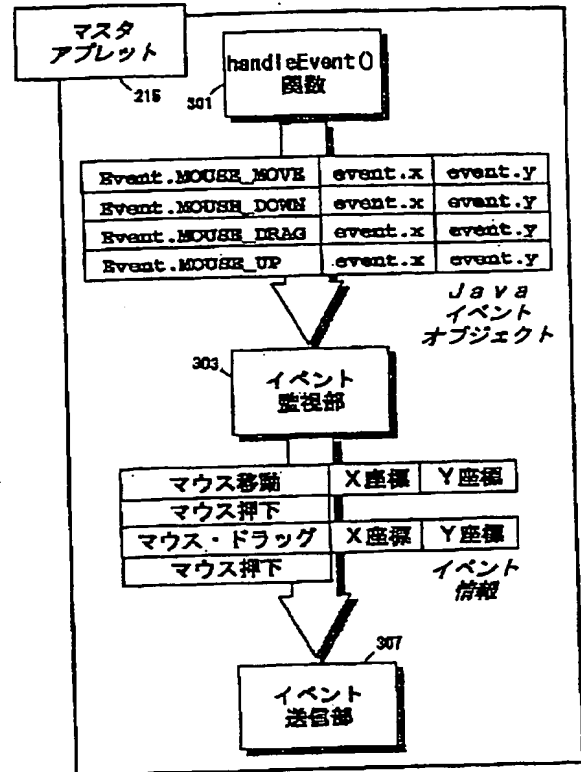 マスタ
アプレット
215
handleEvent()
関数
301
Event.MOUSE_MOVE event.x event.y
Event.MOUSE_DOWN event.x event.y
Event.MOUSE_DRAG event.x event.y
Event.MOUSE_UP event.x event.y
Java
イベント
オブジェクト
303
イベント
監視部
マウス移動 X座標 Y座標
マウス押下
マウス・ドラッグ X座標 Y座標
マウス押下
イベント
情報
307
イベント
送信部